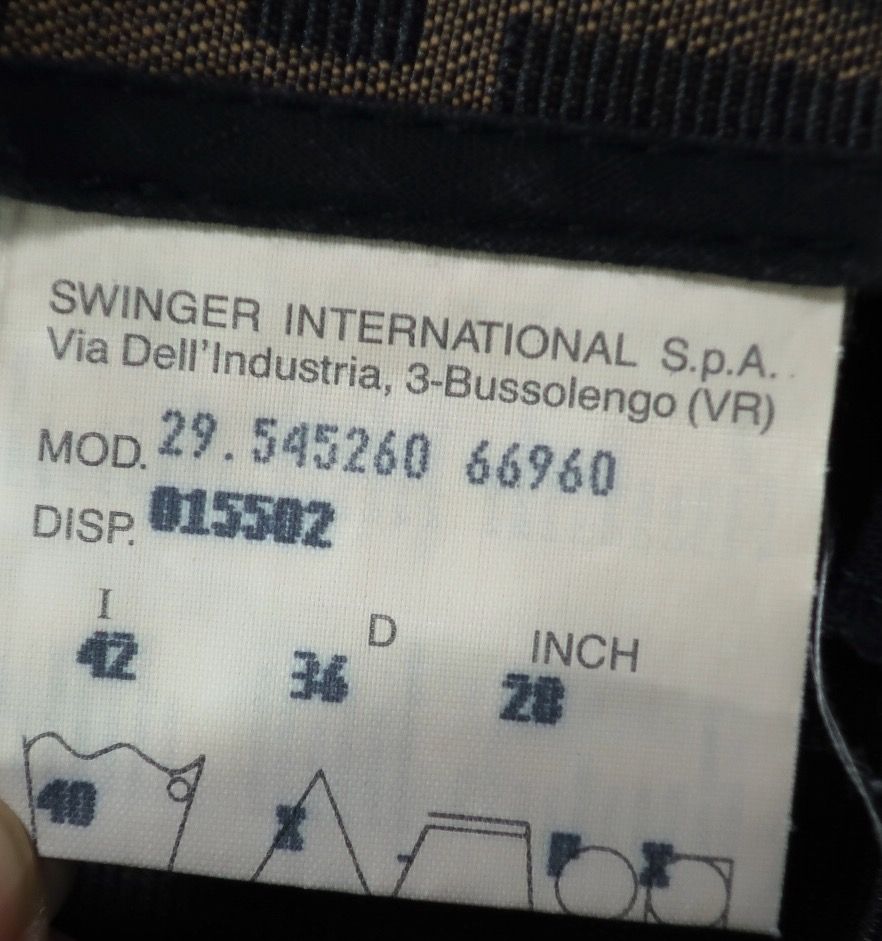 SWINGER INTERNATIONAL S.p.A.
Via Dell'Industria, 3-Bussolengo (VR)
MOD. 29.545260 66960
DISP. 015502
I D INCH
42 36 28
40 X - P X